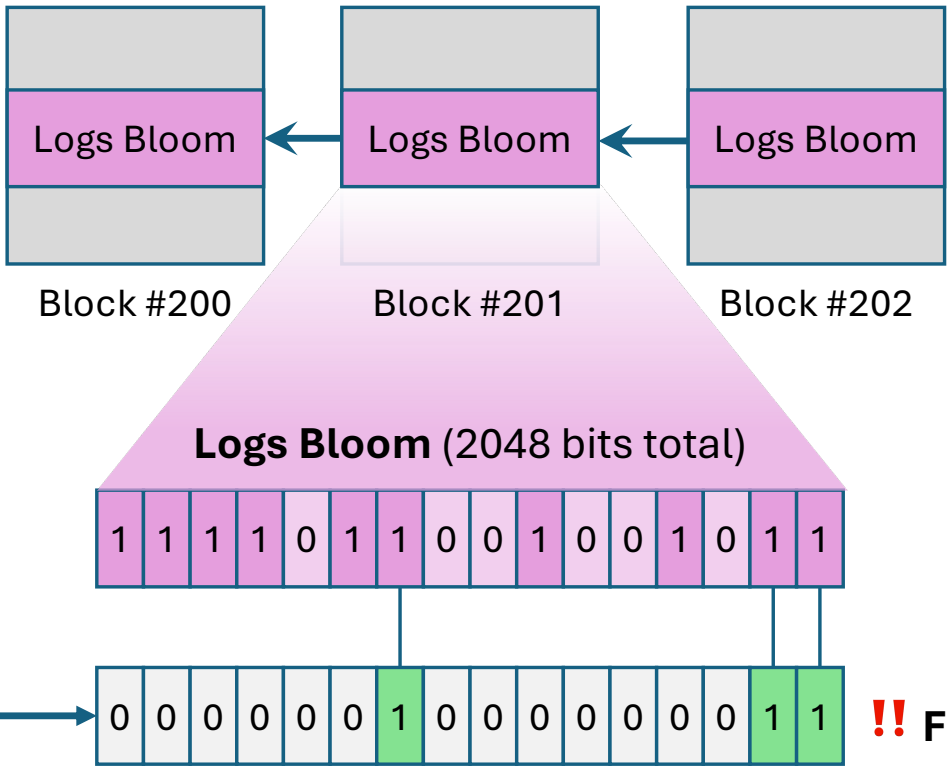 Logs Bloom Logs Bloom Logs Bloom
Block #200 Block #201 Block #202
Logs Bloom (2048 bits total)
1 1 1 1 0 1 1 0 0 1 0 0 1 0 1 1
0 0 0 0 0 0 1 0 0 0 0 0 0 0 1 1 ‼ F